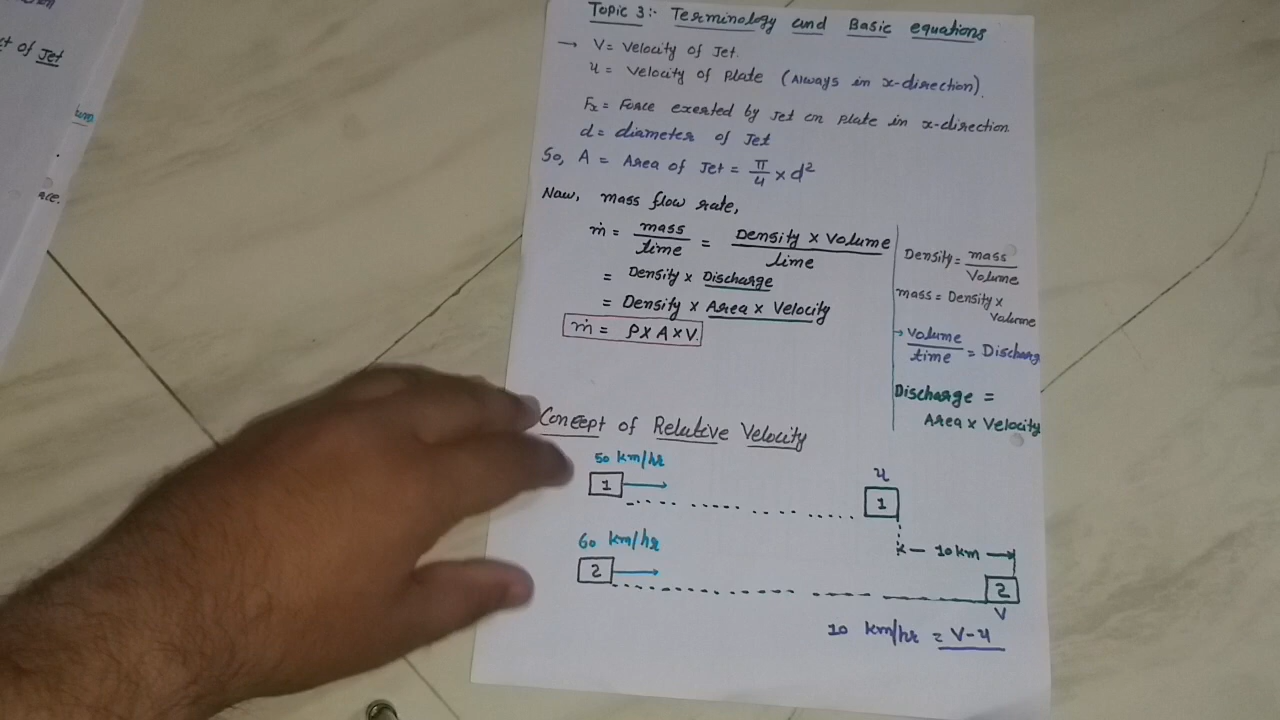 ct of Jet
ace.
Topic 3:- Terminology and Basic equations
→ V = Velocity of Jet.
u = Velocity of Plate (Always in x-direction).
Fx = Force exerted by Jet on plate in x-direction.
d = diameter of Jet
So, A = Area of Jet = π/4 × d²
Now, mass flow rate,
ṁ = mass/time = Density × Volume/time
= Density × Discharge
= Density × Area × Velocity
ṁ = ρ × A × V.
Density = mass/Volume
mass = Density ×
Volume
→ Volume/time = Discharg
Discharge =
Area × Velocity
Concept of Relative Velocity
50 km/hr
1
u
1
60 km/hr
10 km
2
2
V
10 km/hr = V-u